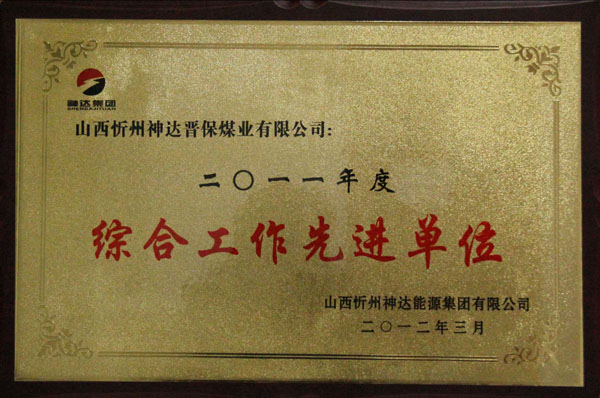 神达集团
SHENDAJITUAN
山西忻州神达晋保煤业有限公司：
二〇一一年度
综合工作先进单位
山西忻州神达能源集团有限公司
二〇一二年三月